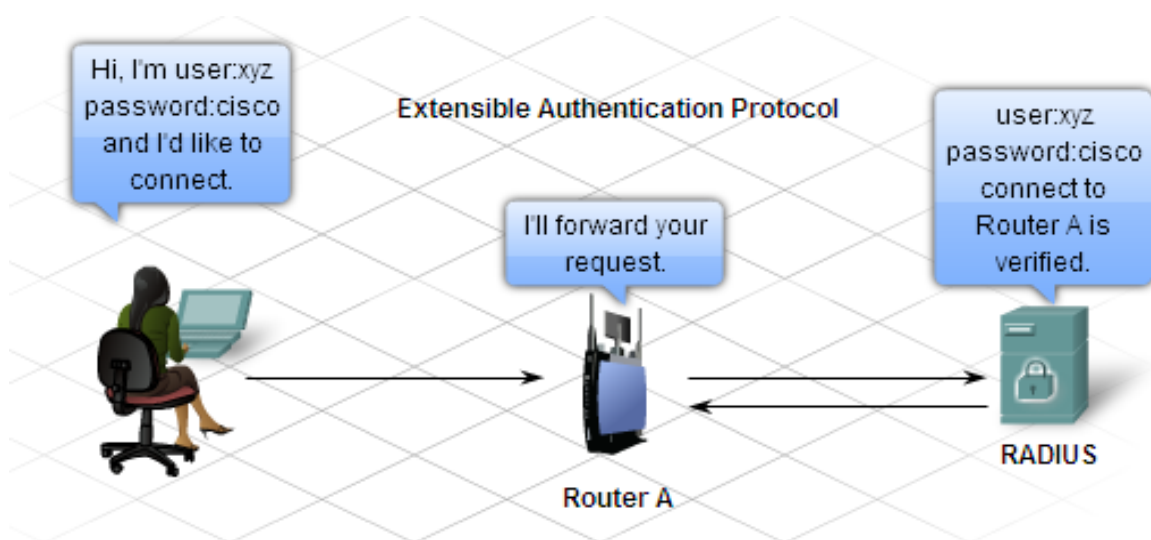 Hi, I'm user:xyz
password:cisco
and I'd like to
connect.
Extensible Authentication Protocol
user:xyz
password:cisco
connect to
Router A is
verified.
I'll forward your
request.
RADIUS
Router A